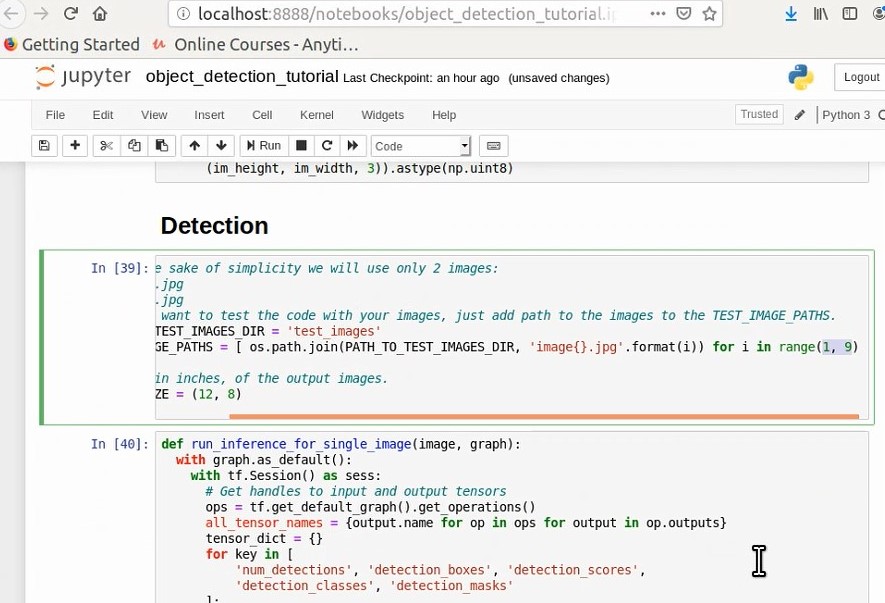 localhost:8888/notebooks/object_detection_tutorial.ip
Getting Started Online Courses - Anyti…
jupyter object_detection_tutorial Last Checkpoint: an hour ago (unsaved changes)
Logout
File Edit View Insert Cell Kernel Widgets Help
Trusted Python 3
Run Code
(im_height, im_width, 3)).astype(np.uint8)
Detection
In [39]:
e sake of simplicity we will use only 2 images:
.jpg
.jpg
want to test the code with your images, just add path to the images to the TEST_IMAGE_PATHS.
TEST_IMAGES_DIR = 'test_images'
GE_PATHS = [ os.path.join(PATH_TO_TEST_IMAGES_DIR, 'image{}.jpg'.format(i)) for i in range(1, 9)
in inches, of the output images.
ZE = (12, 8)
In [40]:
def run_inference_for_single_image(image, graph):
with graph.as_default():
with tf.Session() as sess:
# Get handles to input and output tensors
ops = tf.get_default_graph().get_operations()
all_tensor_names = {output.name for op in ops for output in op.outputs}
tensor_dict = {}
for key in [
'num_detections', 'detection_boxes', 'detection_scores',
'detection_classes', 'detection_masks'
]: